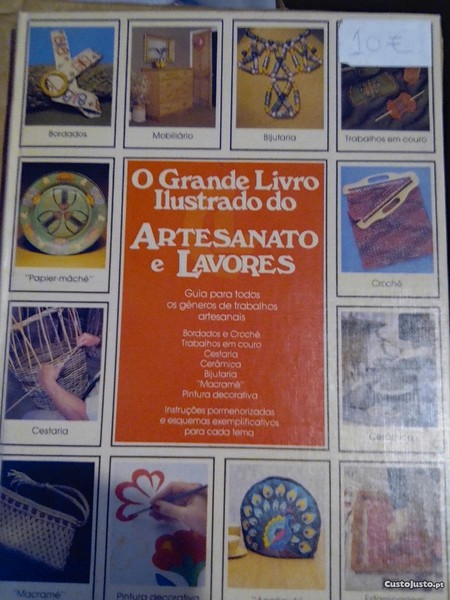 10 €
Bordados
Mobiliário
Bijutaria
Trabalhos em couro
O Grande Livro
Ilustrado do
ARTESANATO
e LAVORES
Guia para todos
os géneros de trabalhos
artesanais
Bordados e Crochê
Trabalhos em couro
Cestaria
Cerâmica
Bijutaria
"Macramê"
Pintura decorativa
Instruções pormenorizadas
e esquemas exemplificativos
para cada tema
"Papier-mâché"
Crochê
Cestaria
Cerâmica
"Macramé"
Pintura decorativa
CustoJusto.pt